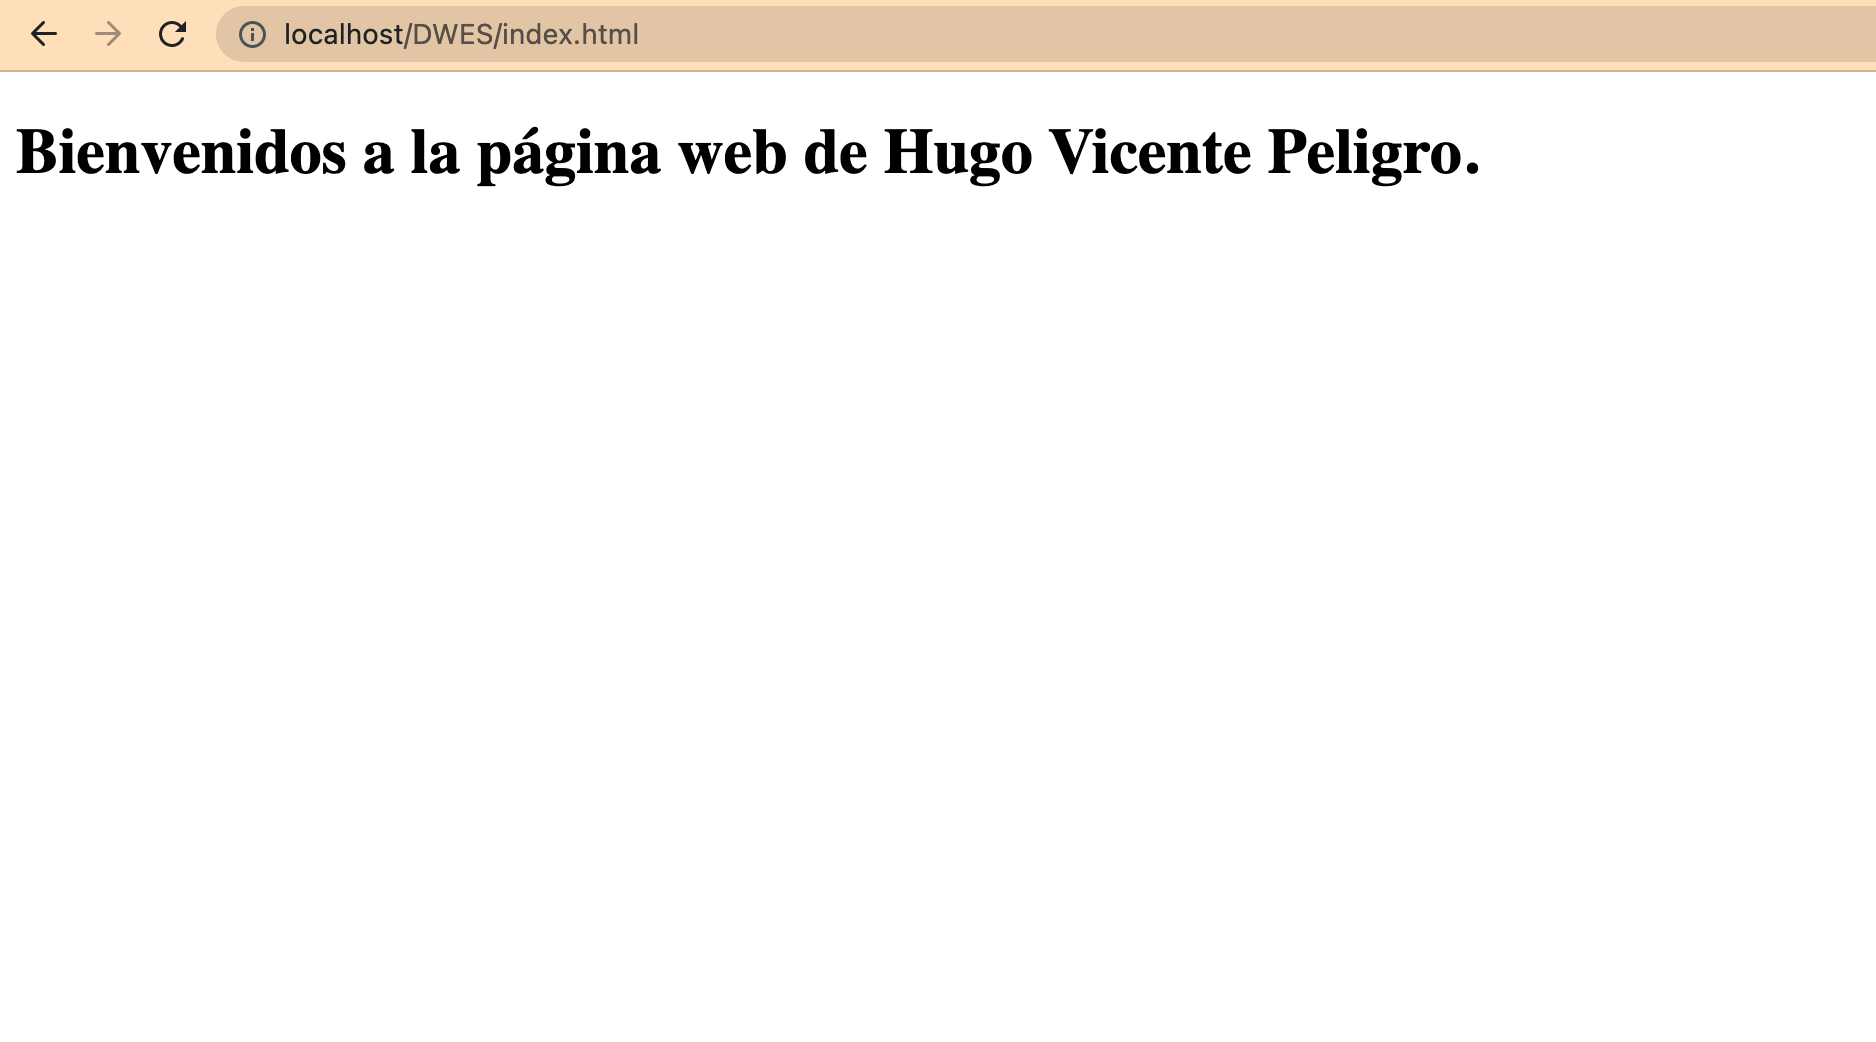 localhost/DWES/index.html
Bienvenidos a la página web de Hugo Vicente Peligro.